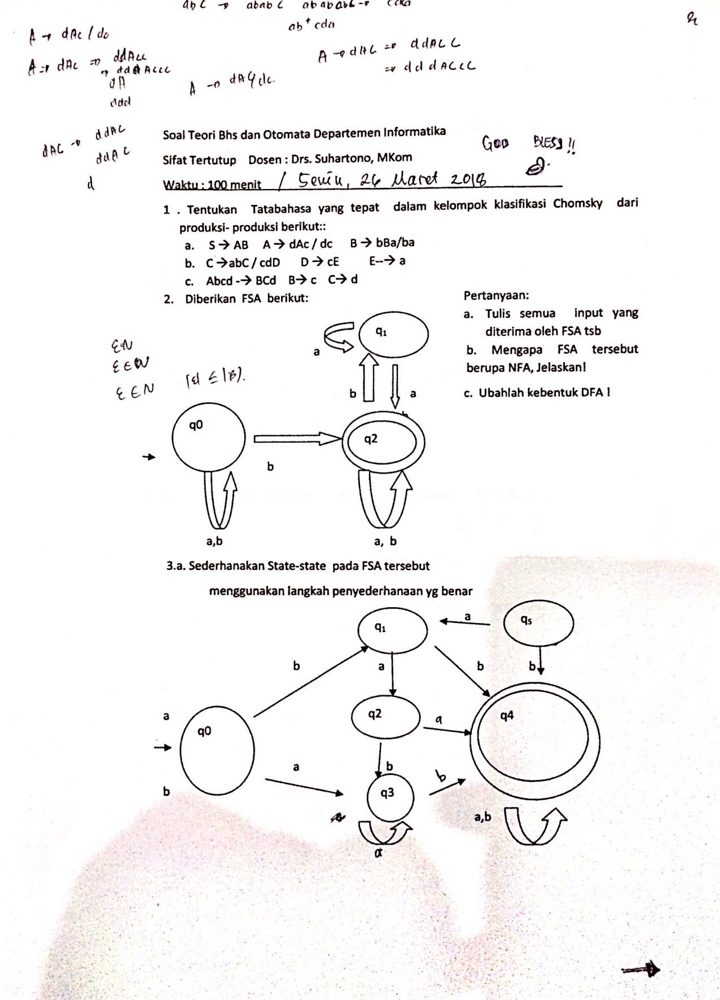 abC → ababC abababC →
ab⁺cda
A → dAc / dc
A ⇒ dAc ⇒ ddAcc
⇒ dddAccc
dA
ddd
A → dAc ⇒ ddAcc
⇒ dddAccc
A → dAc/dc.
dAC → ddAC
ddAC
d
Soal Teori Bhs dan Otomata Departemen Informatika
GOD BLESS !!
Sifat Tertutup Dosen : Drs. Suhartono, MKom
Waktu : 100 menit / Senin, 26 Maret 2018
1 . Tentukan Tatabahasa yang tepat dalam kelompok klasifikasi Chomsky dari
produksi- produksi berikut::
a. S → AB A → dAc / dc B → bBa/ba
b. C →abC / cdD D → cE E--→ a
c. Abcd -→ BCd B→ c C→ d
2. Diberikan FSA berikut:
Pertanyaan:
a. Tulis semua input yang
diterima oleh FSA tsb
b. Mengapa FSA tersebut
berupa NFA, Jelaskan!
c. Ubahlah kebentuk DFA !
q1
a
b
a
ε∈N
ε∈N
|α| ≤ |β|.
q0
q2
b
a,b
a, b
3.a. Sederhanakan State-state pada FSA tersebut
menggunakan langkah penyederhanaan yg benar
q1
a
q5
b
a
b
b
a
q0
q2
a
q4
b
a
b
b
q3
a,b
a